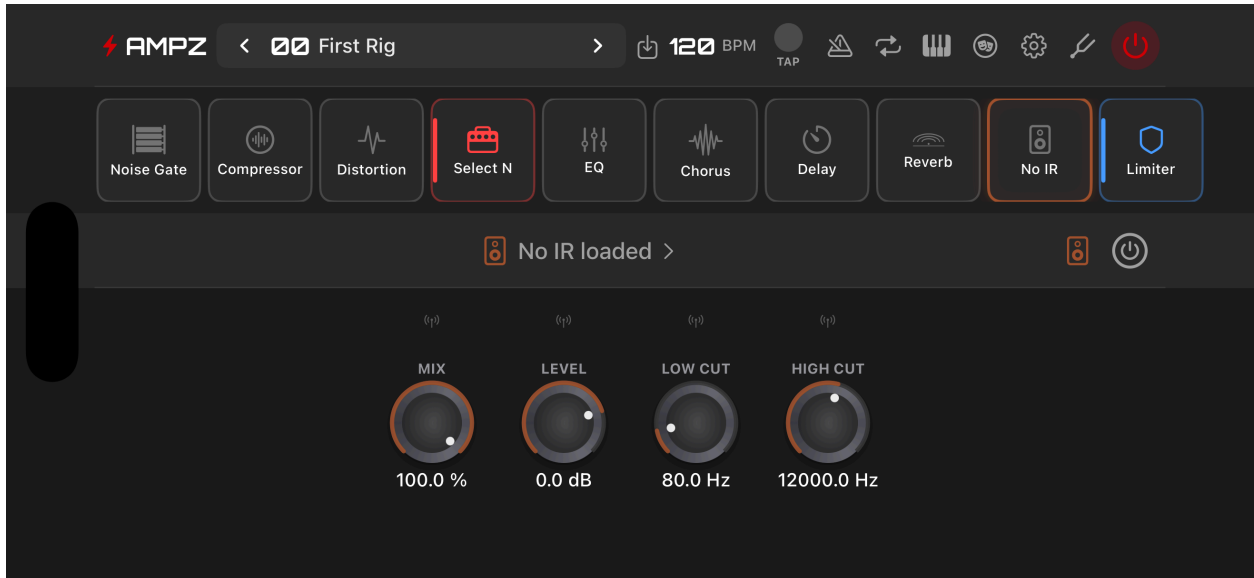 AMPZ
00 First Rig
120 BPM
TAP
Noise Gate
Compressor
Distortion
Select N
EQ
Chorus
Delay
Reverb
No IR
Limiter
No IR loaded
MIX
LEVEL
LOW CUT
HIGH CUT
100.0 %
0.0 dB
80.0 Hz
12000.0 Hz